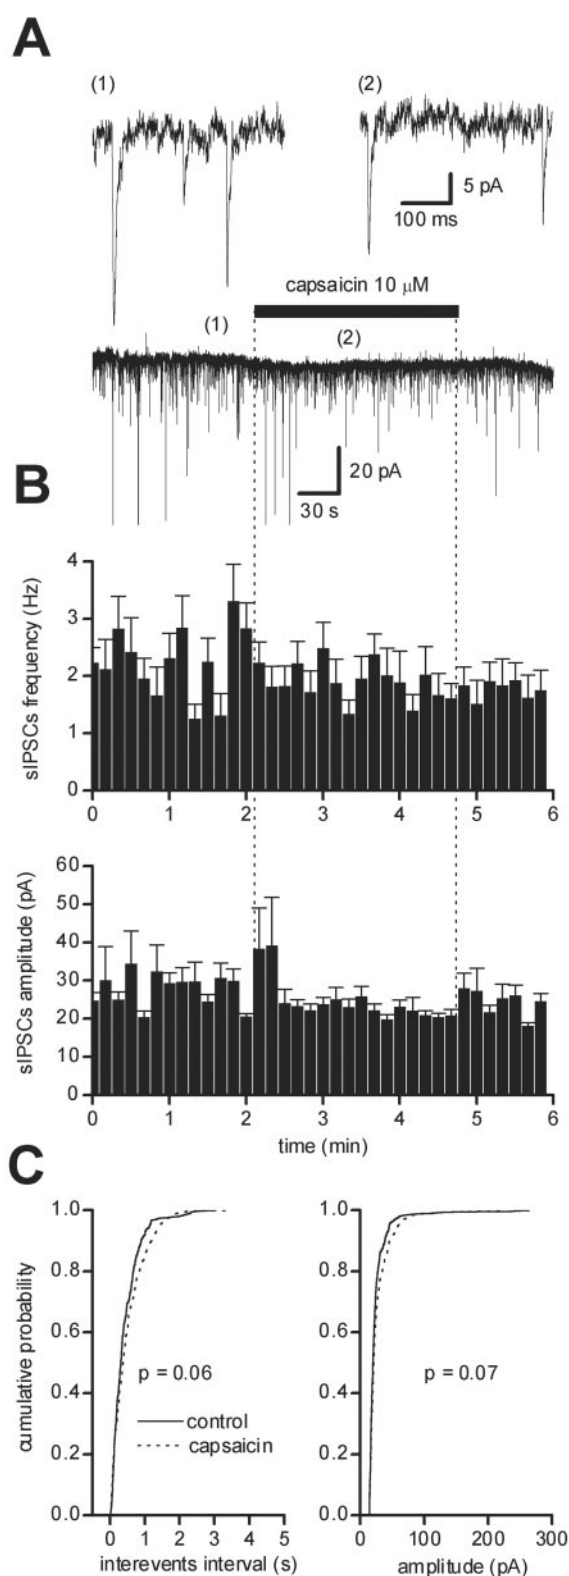 A
(1)
(2)
5 pA
100 ms
capsaicin 10 μM
(1)
(2)
20 pA
30 s
B
sIPSCs frequency (Hz)
4
3
2
1
0
0 1 2 3 4 5 6
sIPSCs amplitude (pA)
60
50
40
30
20
10
0
0 1 2 3 4 5 6
time (min)
C
cumulative probability
1.0
0.8
0.6
0.4
0.2
0.0
p = 0.06
control
capsaicin
0 1 2 3 4 5
interevents interval (s)
1.0
0.8
0.6
0.4
0.2
0.0
p = 0.07
0 100 200 300
amplitude (pA)